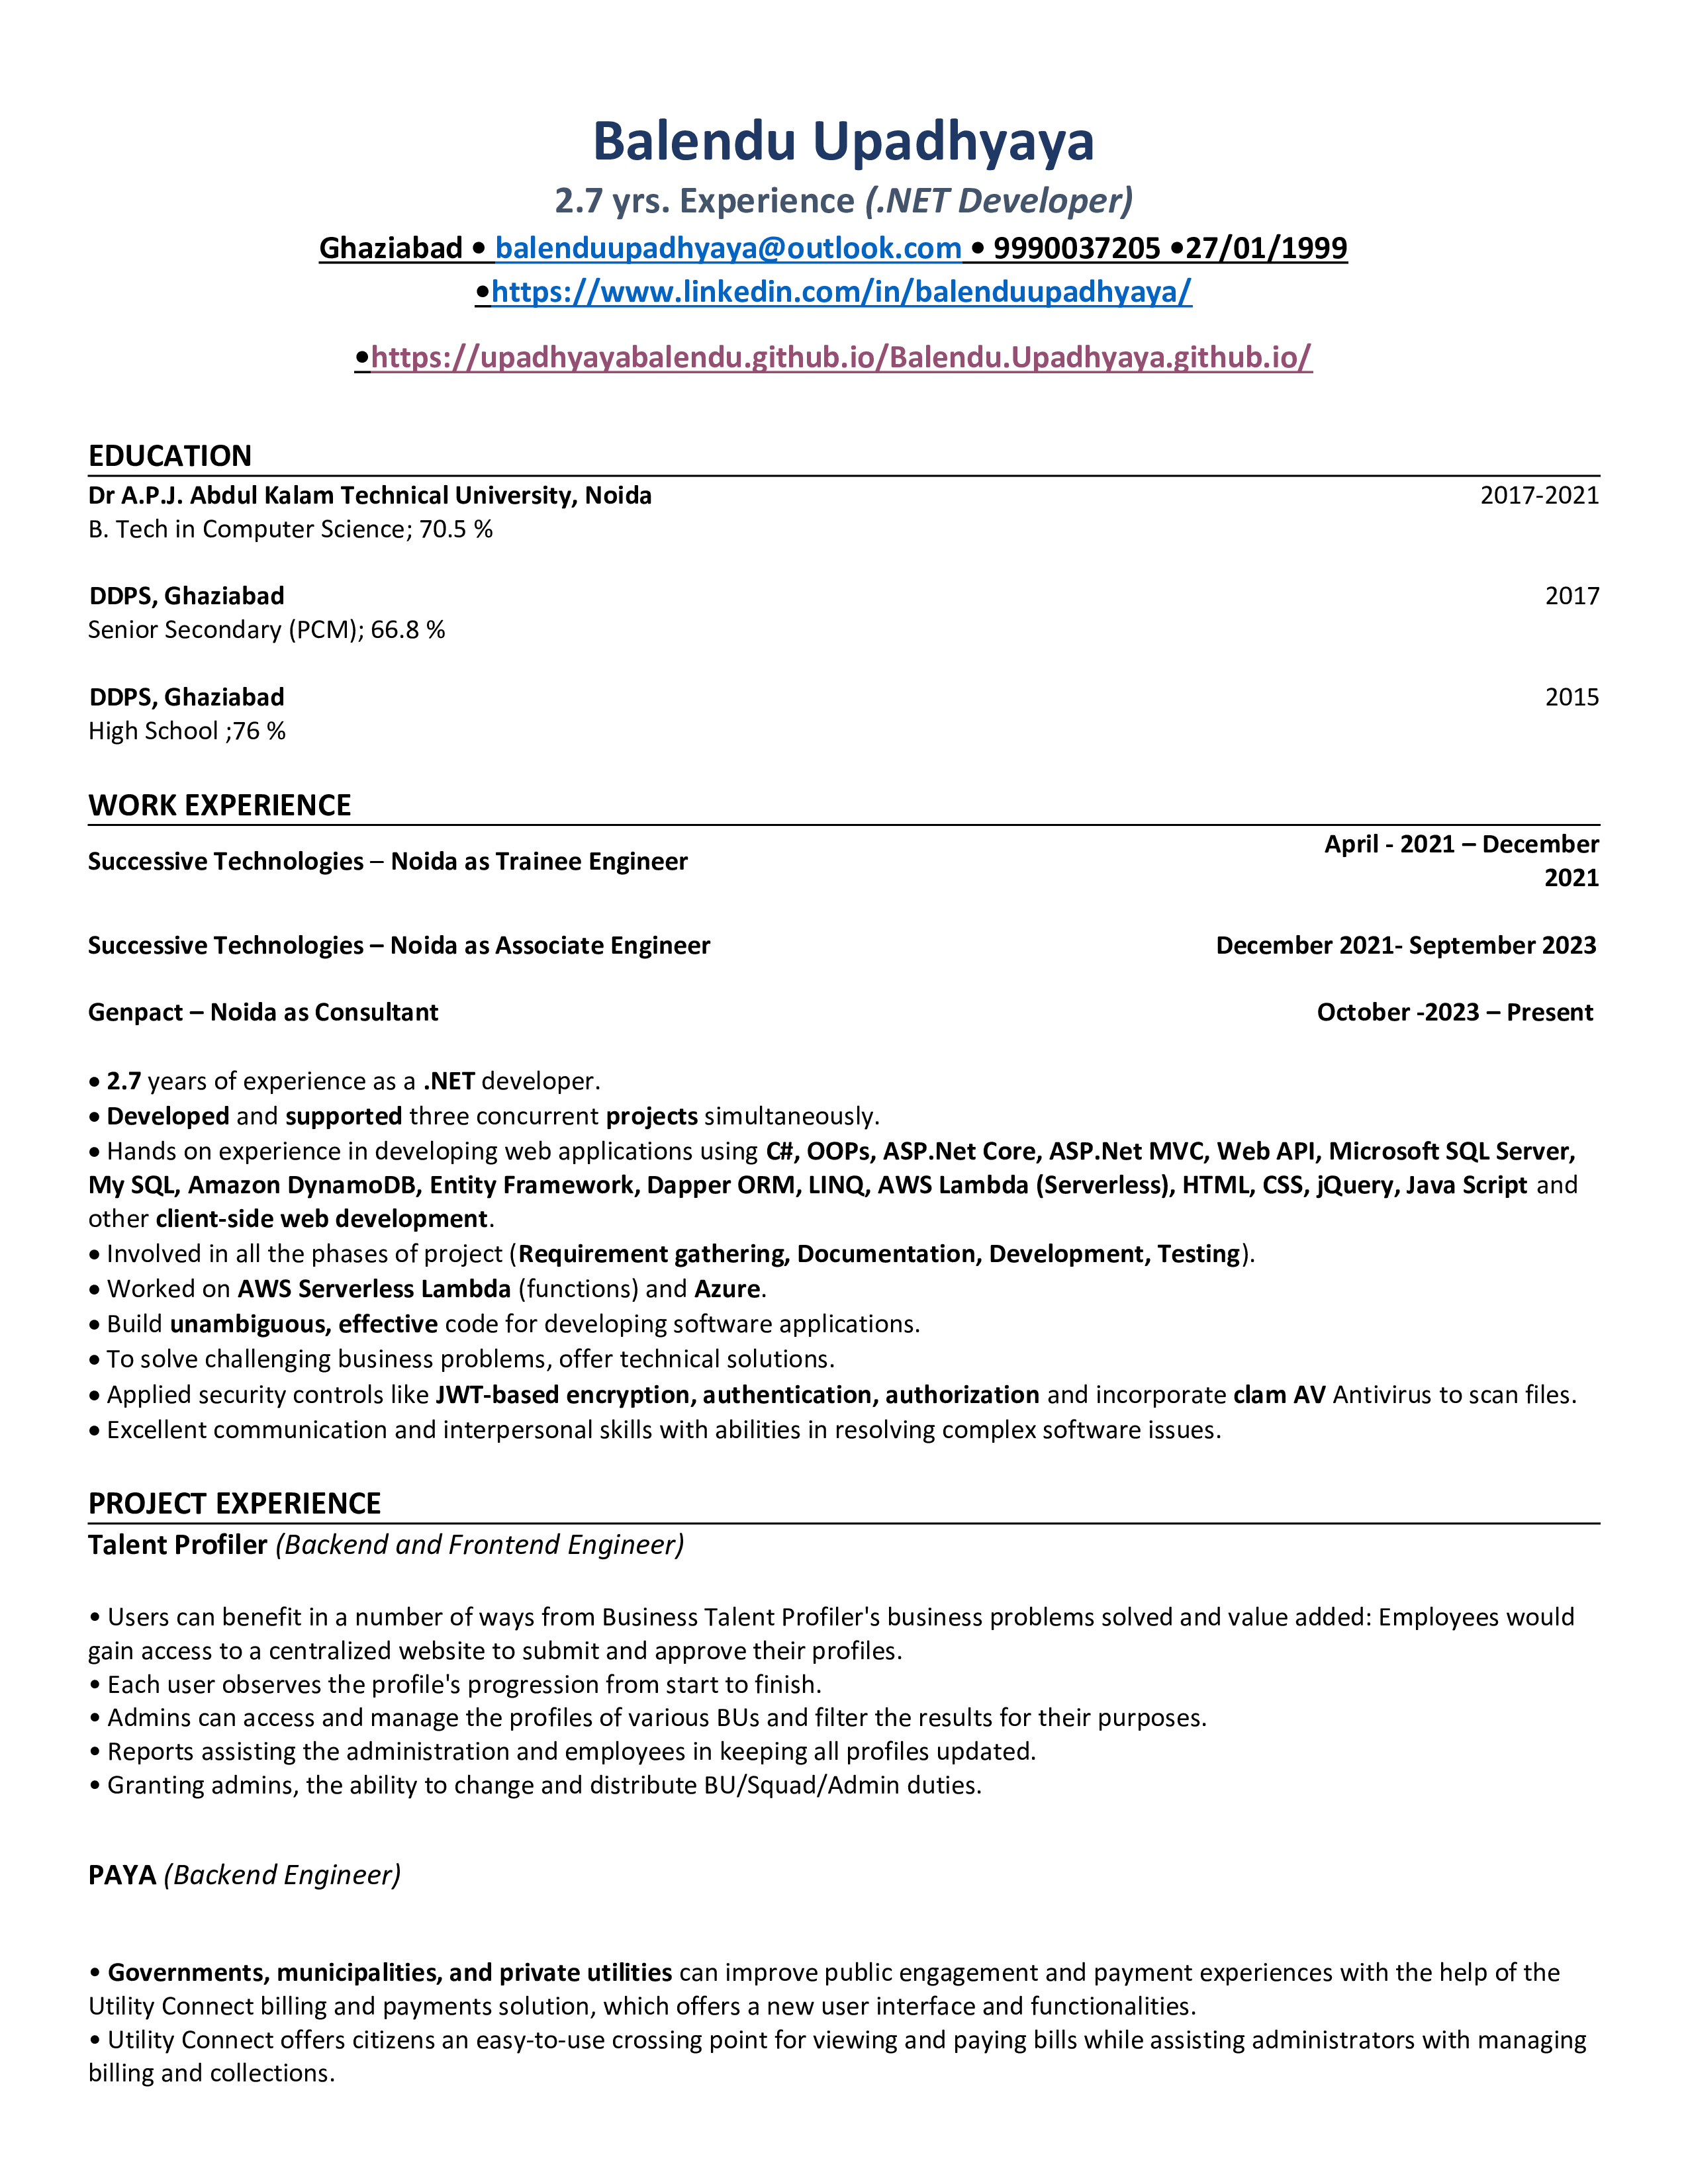 Balendu Upadhyaya
2.7 yrs. Experience (.NET Developer)
Ghaziabad • balenduupadhyaya@outlook.com • 9990037205 •27/01/1999
•https://www.linkedin.com/in/balenduupadhyaya/
•https://upadhyayabalendu.github.io/Balendu.Upadhyaya.github.io/
EDUCATION
Dr A.P.J. Abdul Kalam Technical University, Noida 2017-2021
B. Tech in Computer Science; 70.5 %
DDPS, Ghaziabad 2017
Senior Secondary (PCM); 66.8 %
DDPS, Ghaziabad 2015
High School ;76 %
WORK EXPERIENCE
Successive Technologies – Noida as Trainee Engineer April - 2021 – December
2021
Successive Technologies – Noida as Associate Engineer December 2021- September 2023
Genpact – Noida as Consultant October -2023 – Present
• 2.7 years of experience as a .NET developer.
• Developed and supported three concurrent projects simultaneously.
• Hands on experience in developing web applications using C#, OOPs, ASP.Net Core, ASP.Net MVC, Web API, Microsoft SQL Server,
My SQL, Amazon DynamoDB, Entity Framework, Dapper ORM, LINQ, AWS Lambda (Serverless), HTML, CSS, jQuery, Java Script and
other client-side web development.
• Involved in all the phases of project (Requirement gathering, Documentation, Development, Testing).
• Worked on AWS Serverless Lambda (functions) and Azure.
• Build unambiguous, effective code for developing software applications.
• To solve challenging business problems, offer technical solutions.
• Applied security controls like JWT-based encryption, authentication, authorization and incorporate clam AV Antivirus to scan files.
• Excellent communication and interpersonal skills with abilities in resolving complex software issues.
PROJECT EXPERIENCE
Talent Profiler (Backend and Frontend Engineer)
• Users can benefit in a number of ways from Business Talent Profiler's business problems solved and value added: Employees would
gain access to a centralized website to submit and approve their profiles.
• Each user observes the profile's progression from start to finish.
• Admins can access and manage the profiles of various BUs and filter the results for their purposes.
• Reports assisting the administration and employees in keeping all profiles updated.
• Granting admins, the ability to change and distribute BU/Squad/Admin duties.
PAYA (Backend Engineer)
• Governments, municipalities, and private utilities can improve public engagement and payment experiences with the help of the
Utility Connect billing and payments solution, which offers a new user interface and functionalities.
• Utility Connect offers citizens an easy-to-use crossing point for viewing and paying bills while assisting administrators with managing
billing and collections.